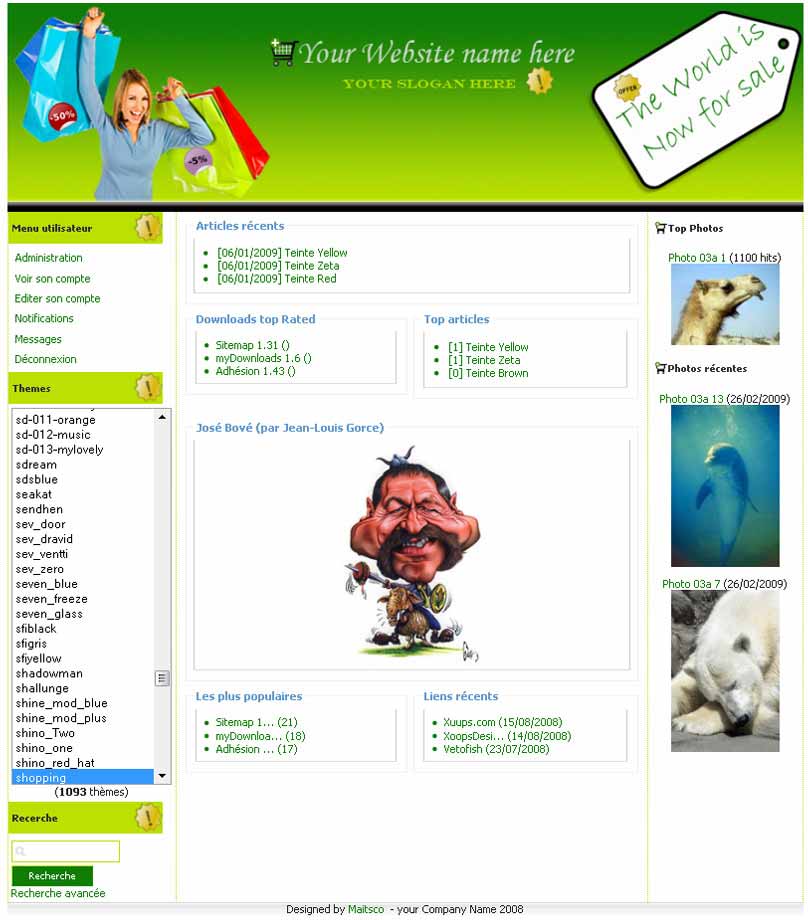 Your Website name here
YOUR SLOGAN HERE
-50%
-5%
OFFER
The World is
Now for sale
Menu utilisateur
Administration
Voir son compte
Editer son compte
Notifications
Messages
Déconnexion
Themes
sd-011-orange
sd-012-music
sd-013-mylovely
sdream
sdsblue
seakat
sendhen
sev_door
sev_dravid
sev_ventti
sev_zero
seven_blue
seven_freeze
seven_glass
sfiblack
sfigris
sfiyellow
shadowman
shallunge
shine_mod_blue
shine_mod_plus
shino_Two
shino_one
shino_red_hat
shopping
(1093 thèmes)
Recerche
Recherche
Recherche avancée
Articles récents
[06/01/2009] Teinte Yellow
[06/01/2009] Teinte Zeta
[06/01/2009] Teinte Red
Downloads top Rated
Sitemap 1.31 ()
myDownloads 1.6 ()
Adhésion 1.43 ()
Top articles
[1] Teinte Yellow
[1] Teinte Zeta
[0] Teinte Brown
José Bové (par Jean-Louis Gorce)
Les plus populaires
Sitemap 1... (21)
myDownloa... (18)
Adhésion ... (17)
Liens récents
Xuups.com (15/08/2008)
XoopsDesi... (14/08/2008)
Vetofish (23/07/2008)
Top Photos
Photo 03a 1 (1100 hits)
Photos récentes
Photo 03a 13 (26/02/2009)
Photo 03a 7 (26/02/2009)
Designed by Maitsco - your Company Name 2008